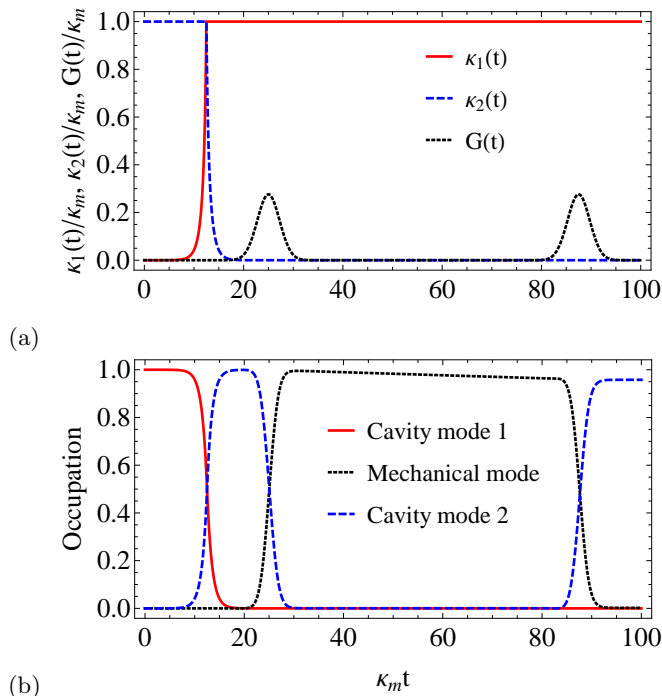 1.0
0.8
0.6
0.4
0.2
0.0
κ₁(t)/κₘ, κ₂(t)/κₘ, G(t)/κₘ
κ₁(t)
κ₂(t)
G(t)
0 20 40 60 80 100
(a)
1.0
0.8
0.6
0.4
0.2
0.0
Occupation
Cavity mode 1
Mechanical mode
Cavity mode 2
0 20 40 60 80 100
κₘt
(b)